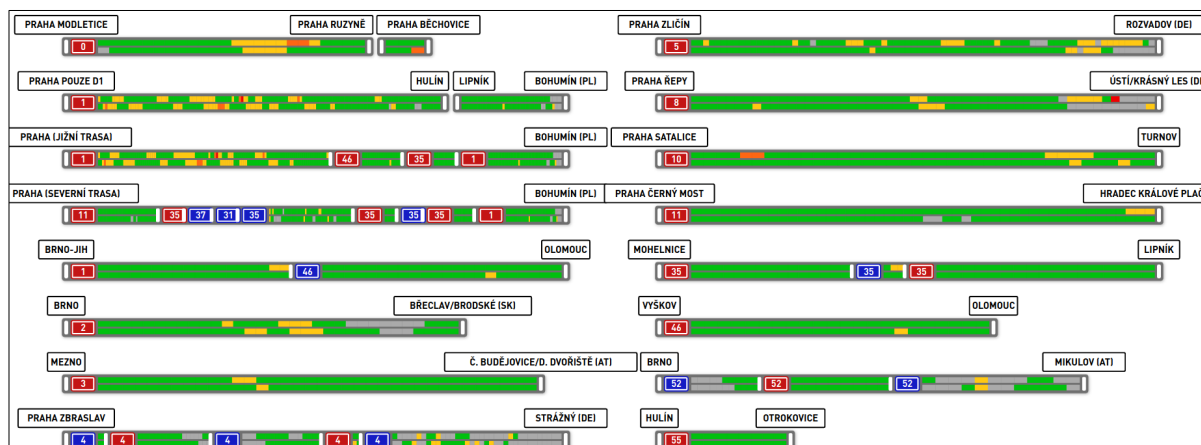 PRAHA MODLETICE PRAHA RUZYNĚ PRAHA BĚCHOVICE
0
PRAHA POUZE D1 HULÍN LIPNÍK BOHUMÍN (PL)
1
PRAHA (JIŽNÍ TRASA) BOHUMÍN (PL)
1 46 35 1
PRAHA (SEVERNÍ TRASA) BOHUMÍN (PL)
11 35 37 31 35 35 35 35 1
BRNO-JIH OLOMOUC
1 46
BRNO BŘECLAV/BRODSKÉ (SK)
2
MEZNO Č. BUDĚJOVICE/D. DVOŘIŠTĚ (AT)
3
PRAHA ZBRASLAV STRÁŽNÝ (DE)
4 4 4 4 4
PRAHA ZLIČÍN ROZVADOV (DE)
5
PRAHA ŘEPY ÚSTÍ/KRÁSNÝ LES (D
8
PRAHA SATALICE TURNOV
10
PRAHA ČERNÝ MOST HRADEC KRÁLOVÉ PLAČ
11
MOHELNICE LIPNÍK
35 35 35
VYŠKOV OLOMOUC
46
BRNO MIKULOV (AT)
52 52 52
HULÍN OTROKOVICE
55